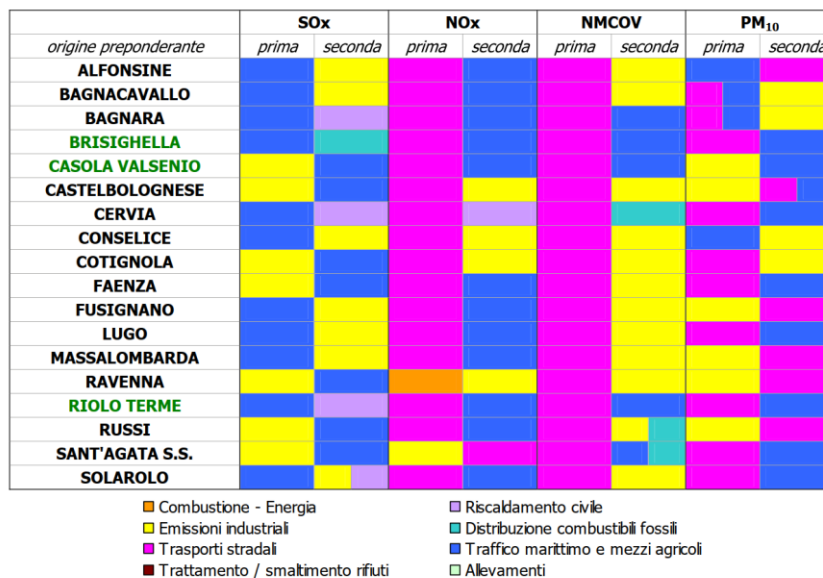 SOx NOx NMCOV PM₁₀
origine preponderante prima seconda prima seconda prima seconda prima seconda
ALFONSINE
BAGNACAVALLO
BAGNARA
BRISIGHELLA
CASOLA VALSENIO
CASTELBOLOGNESE
CERVIA
CONSELICE
COTIGNOLA
FAENZA
FUSIGNANO
LUGO
MASSALOMBARDA
RAVENNA
RIOLO TERME
RUSSI
SANT'AGATA S.S.
SOLAROLO
Combustione - Energia Riscaldamento civile
Emissioni industriali Distribuzione combustibili fossili
Trasporti stradali Traffico marittimo e mezzi agricoli
Trattamento / smaltimento rifiuti Allevamenti